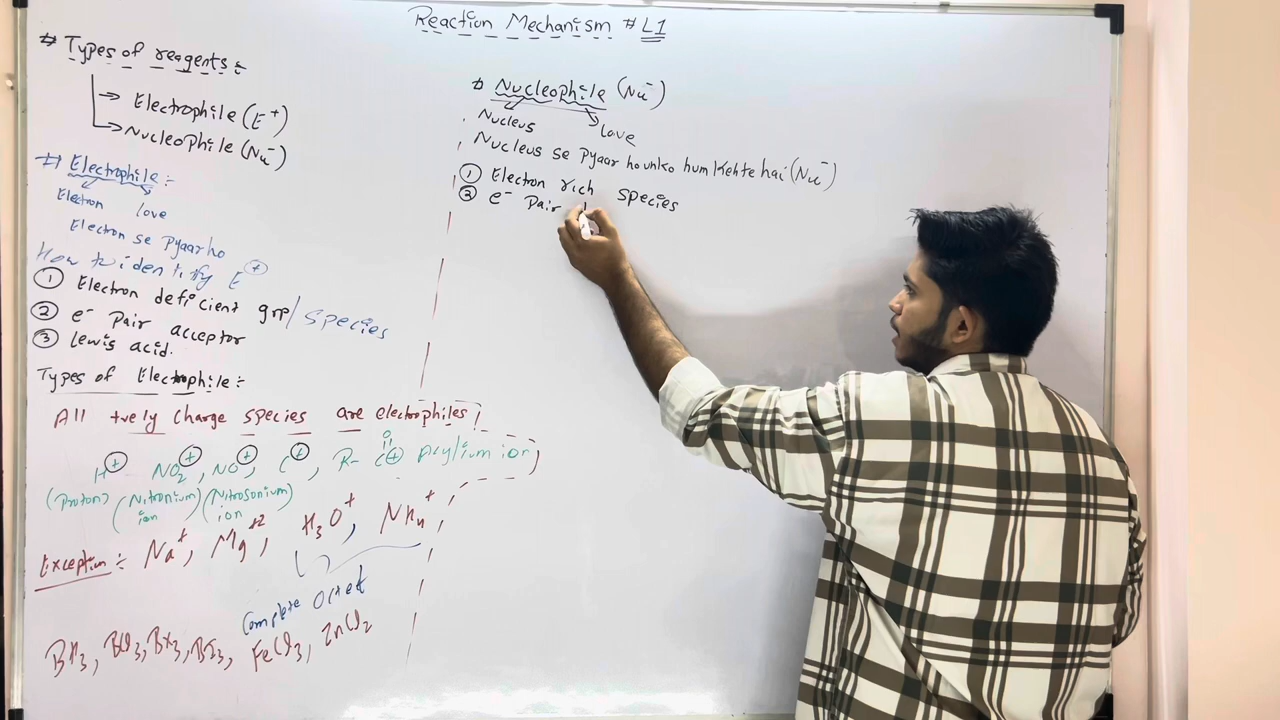 Reaction Mechanism # L1
# Types of reagents :-
→ Electrophile (E⁺)
→ Nucleophile (Nu⁻)
# Electrophile :-
Electron love
Electron se Pyaar ho
How to identify E⊕
① Electron deficient grp/species
② e⁻ pair acceptor
③ Lewis acid.
Types of Electrophile :-
All +vely charge species are electrophiles!
H⊕, NO₂⊕, NO⊕, C⊕, R-C⊕=O Acylium ion,
(Proton) (Nitronium ion) (Nitrosonium ion)
Exception :- Na⁺, Mg⁺², H₃O⁺, NH₄⁺,
Complete Octet
BH₃, BCl₃, BX₃, FeCl₃, ZnCl₂
# Nucleophile (Nu⁻)
Nucleus Love
Nucleus se Pyaar ho unko hum Kehte hai (Nu⁻)
① Electron rich species
② e⁻ Pair d